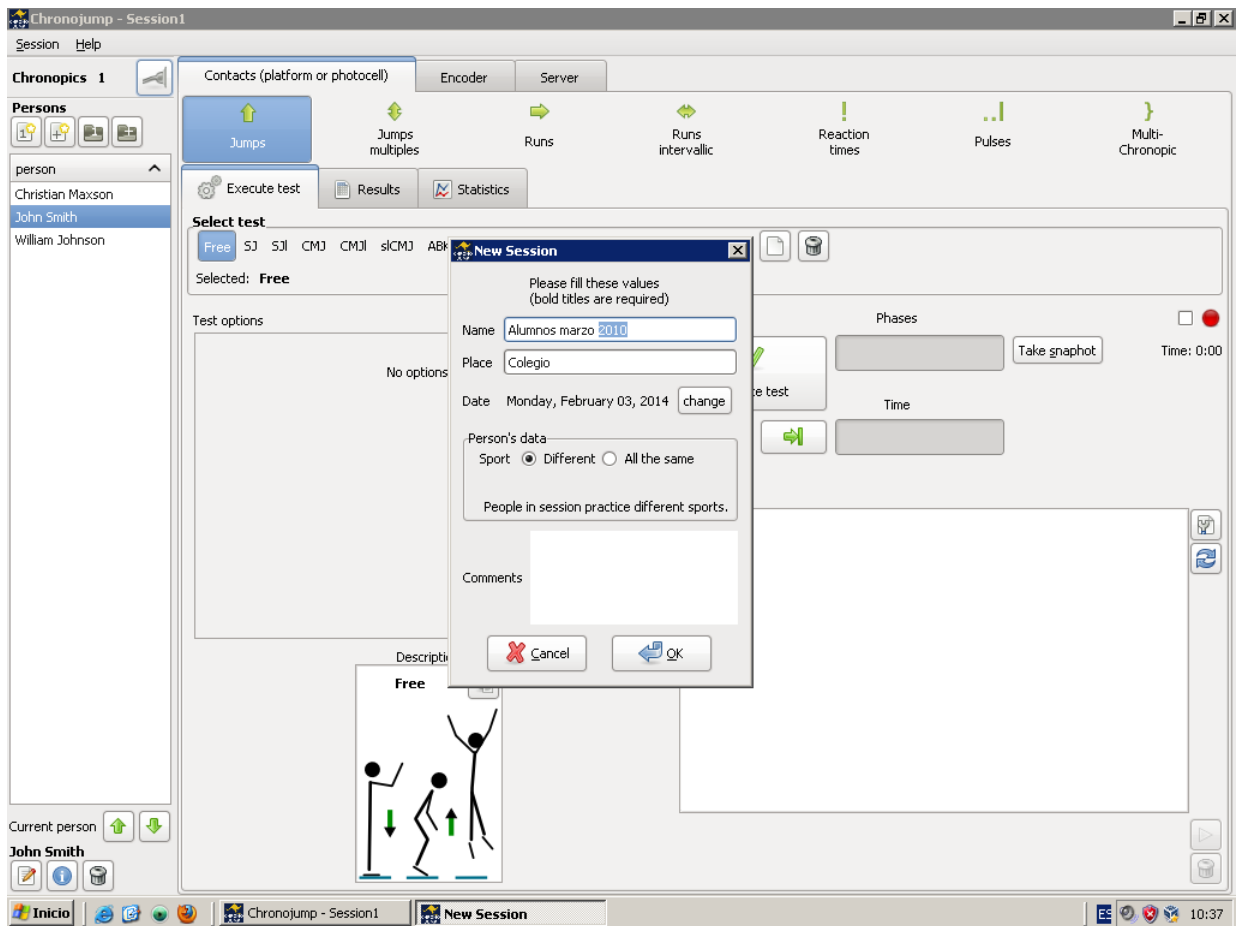 Chronojump - Session1
Session Help
Chronopics 1
Contacts (platform or photocell)
Encoder
Server
Persons
Jumps
Jumps
multiples
Runs
Runs
intervallic
Reaction
times
Pulses
Multi-
Chronopic
person
Christian Maxson
John Smith
William Johnson
Execute test
Results
Statistics
Select test
Free SJ SJl CMJ CMJl slCMJ
Selected: Free
Test options
No options
Phases
Take snaphot
Time: 0:00
te test
Time
New Session
Please fill these values
(bold titles are required)
Name Alumnos marzo 2010
Place Colegio
Date Monday, February 03, 2014 change
Person's data
Sport Different All the same
People in session practice different sports.
Comments
Cancel
OK
Descripti
Free
Current person
John Smith
Inicio
Chronojump - Session1
New Session
ES
10:37